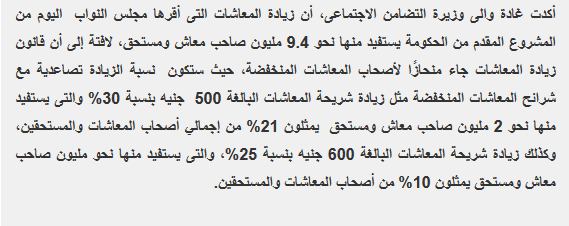 أكدت غادة والى وزيرة التضامن الاجتماعى، أن زيادة المعاشات التى أقرها مجلس النواب اليوم من
المشروع المقدم من الحكومة يستفيد منها نحو 9.4 مليون صاحب معاش ومستحق، لافتة إلى أن قانون
زيادة المعاشات جاء منحازًا لأصحاب المعاشات المنخفضة، حيث ستكون نسبة الزيادة تصاعدية مع
شرائح المعاشات المنخفضة مثل زيادة شريحة المعاشات البالغة 500 جنيه بنسبة 30% والتى يستفيد
منها نحو 2 مليون صاحب معاش ومستحق يمثلون 21% من إجمالي أصحاب المعاشات والمستحقين،
وكذلك زيادة شريحة المعاشات البالغة 600 جنيه بنسبة 25%، والتى يستفيد منها نحو مليون صاحب
معاش ومستحق يمثلون 10% من أصحاب المعاشات والمستحقين.